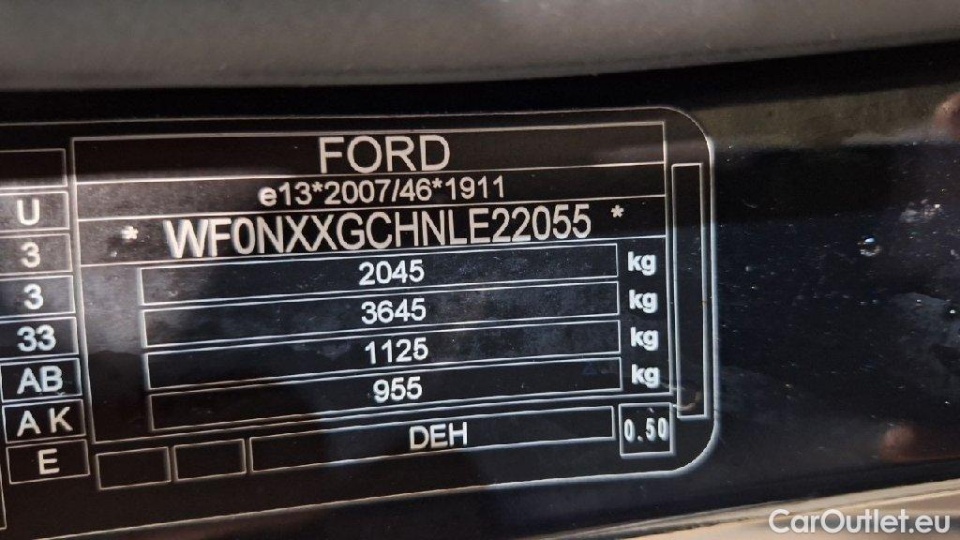 FORD
e13*2007/46*1911
* WF0NXXGCHNLE22055 *
2045 kg
3645 kg
1125 kg
955 kg
DEH 0.50
U
3
3
33
AB
A K
E
CarOutlet.eu